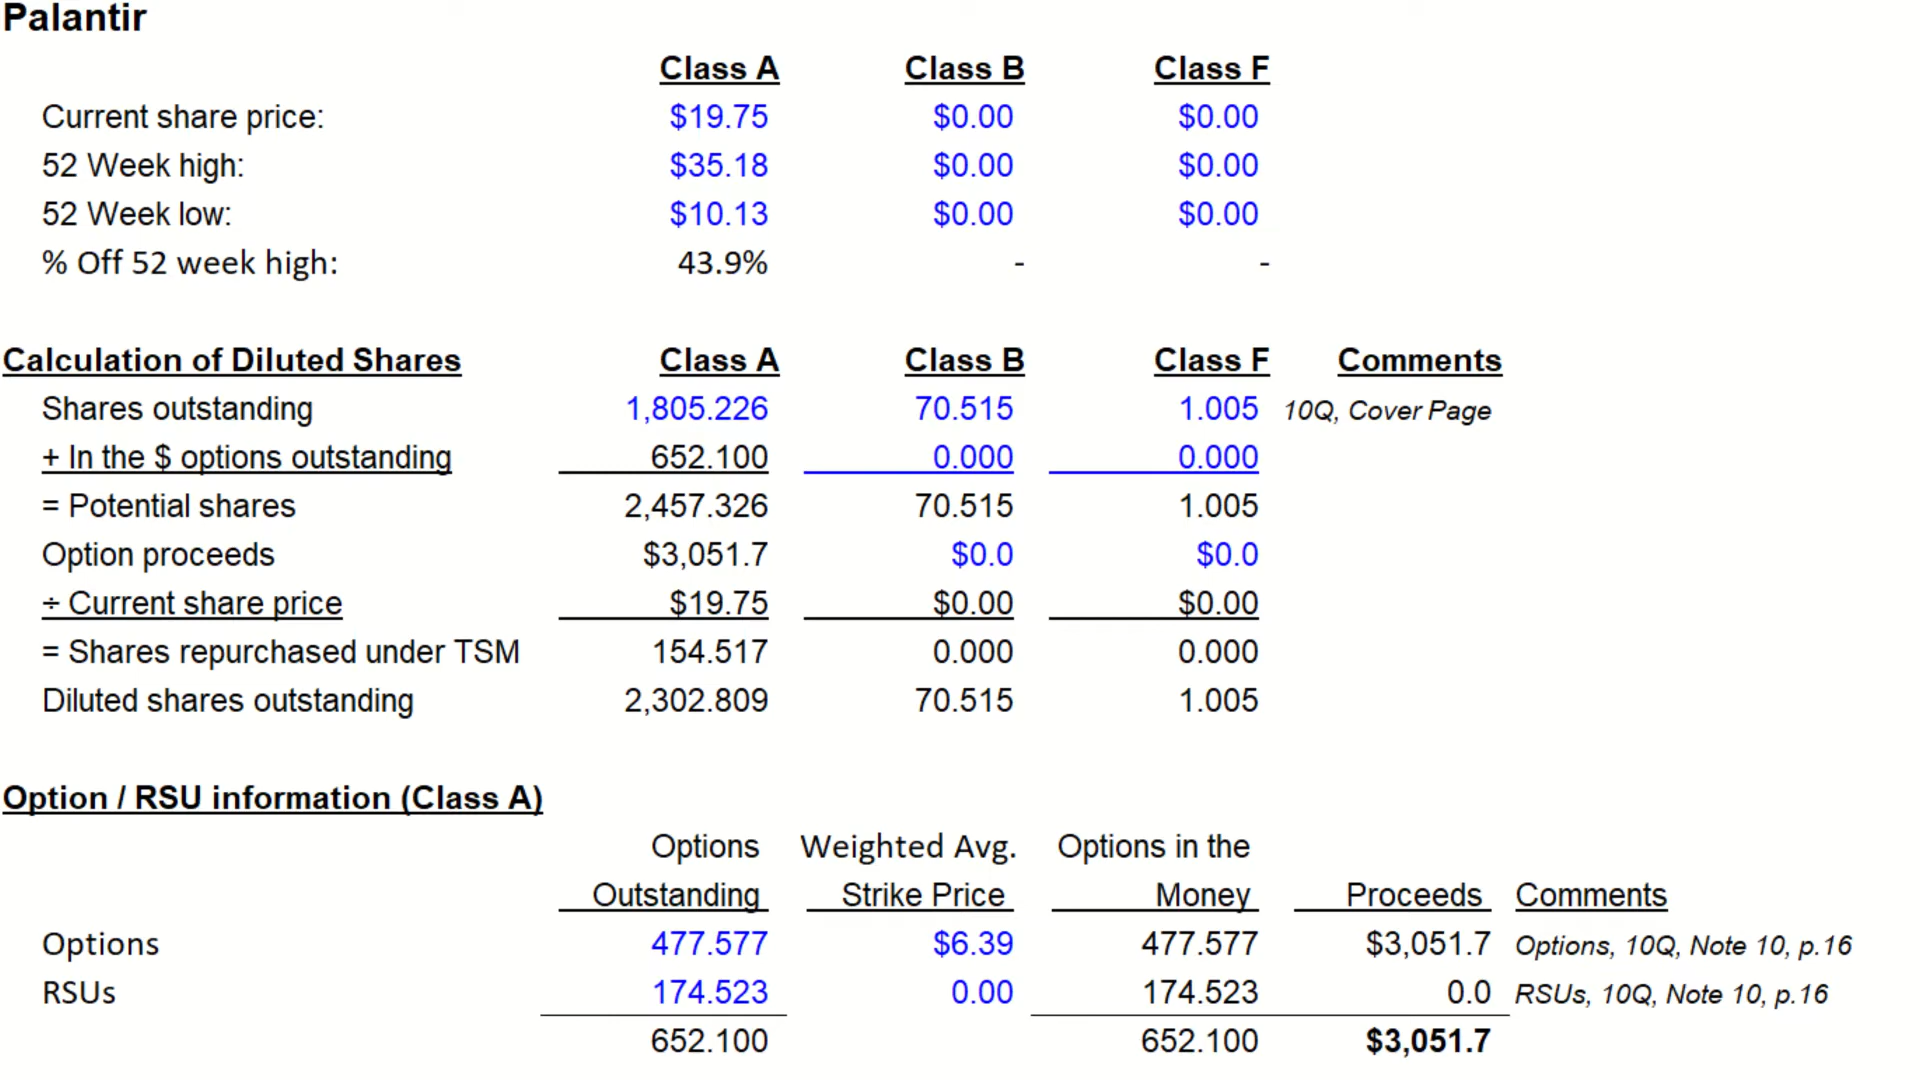 Palantir
Class A Class B Class F
Current share price: $19.75 $0.00 $0.00
52 Week high: $35.18 $0.00 $0.00
52 Week low: $10.13 $0.00 $0.00
% Off 52 week high: 43.9% - -
Calculation of Diluted Shares Class A Class B Class F Comments
Shares outstanding 1,805.226 70.515 1.005 10Q, Cover Page
+ In the $ options outstanding 652.100 0.000 0.000
= Potential shares 2,457.326 70.515 1.005
Option proceeds $3,051.7 $0.0 $0.0
÷ Current share price $19.75 $0.00 $0.00
= Shares repurchased under TSM 154.517 0.000 0.000
Diluted shares outstanding 2,302.809 70.515 1.005
Option / RSU information (Class A)
Options Weighted Avg. Options in the
Outstanding Strike Price Money Proceeds Comments
Options 477.577 $6.39 477.577 $3,051.7 Options, 10Q, Note 10, p.16
RSUs 174.523 0.00 174.523 0.0 RSUs, 10Q, Note 10, p.16
652.100 652.100 $3,051.7